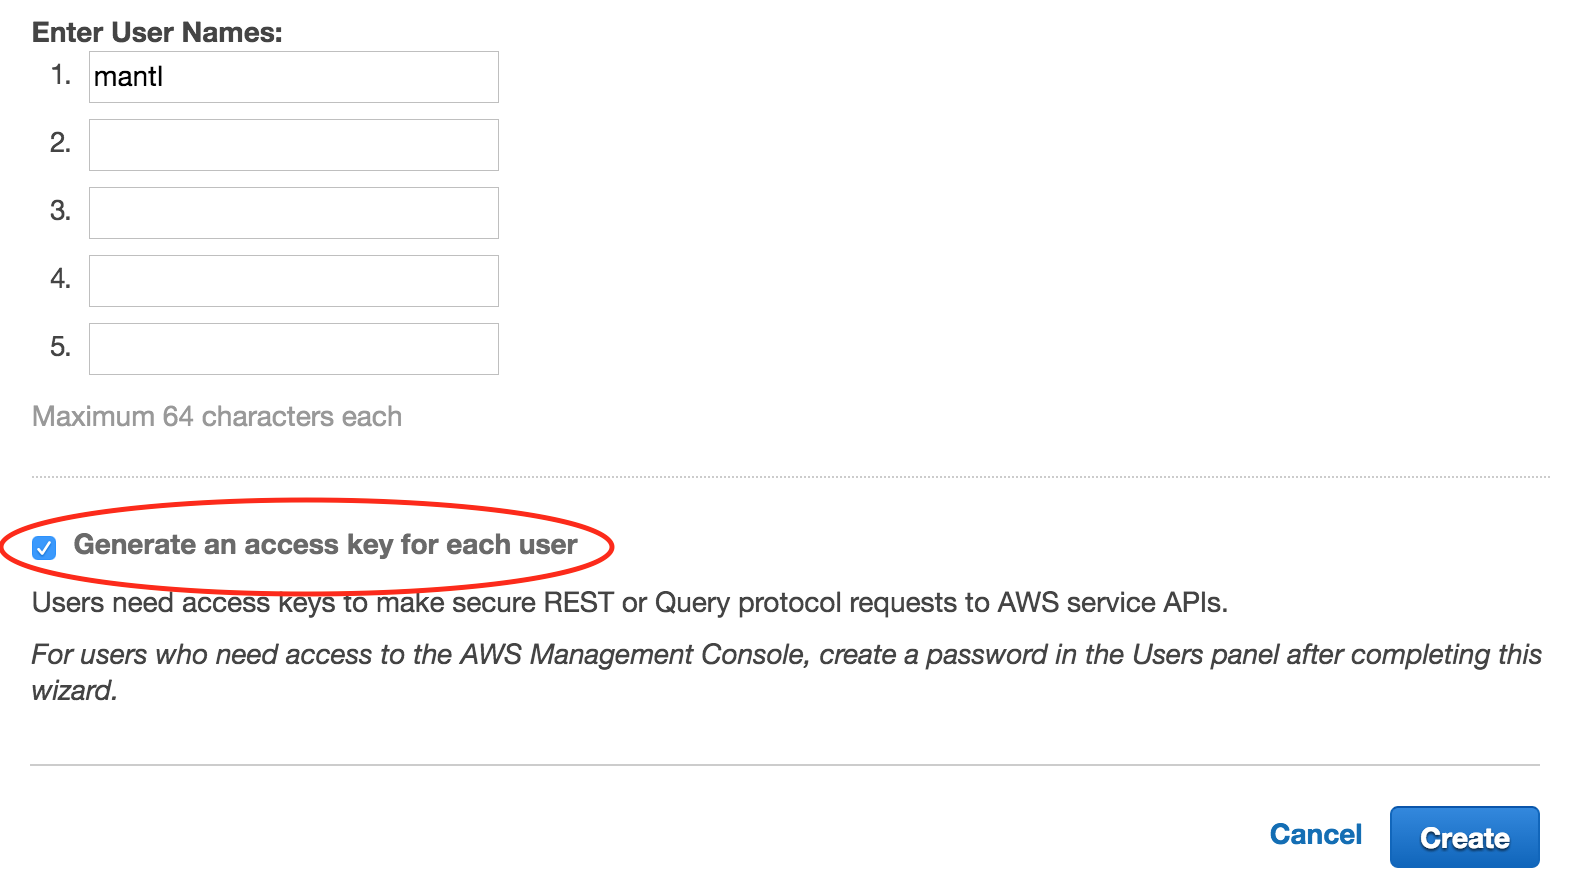 Enter User Names:
1. mantl
2.
3.
4.
5.
Maximum 64 characters each
Generate an access key for each user
Users need access keys to make secure REST or Query protocol requests to AWS service APIs.
For users who need access to the AWS Management Console, create a password in the Users panel after completing this
wizard.
Cancel Create